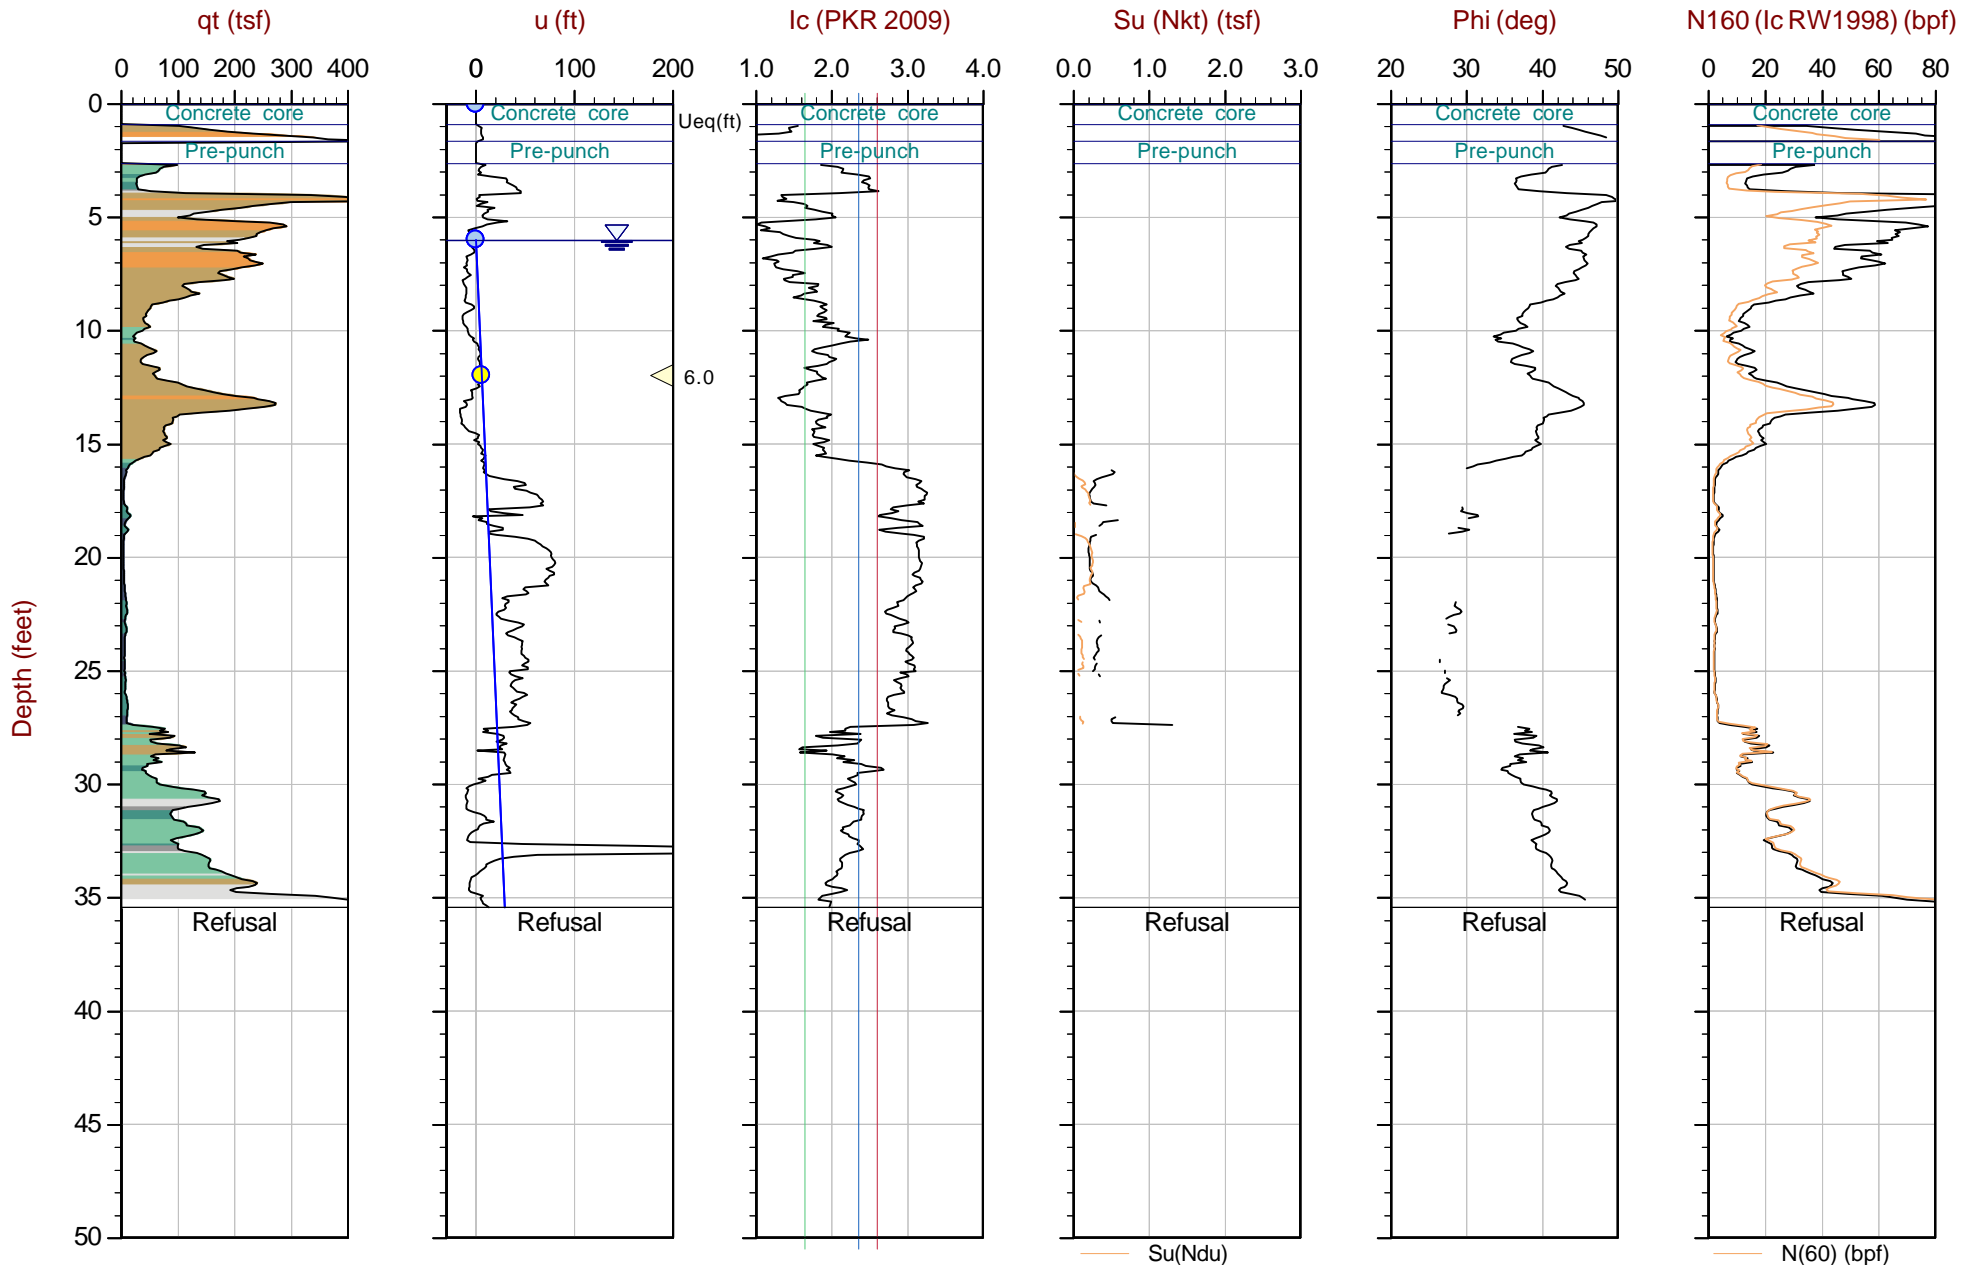 qt (tsf) u (ft) Ic (PKR 2009) Su (Nkt) (tsf) Phi (deg) N160 (Ic RW1998) (bpf)
0 100 200 300 400 0 100 200 1.0 2.0 3.0 4.0 0.0 1.0 2.0 3.0 20 30 40 50 0 20 40 60 80
0
Concrete core Concrete core Concrete core Concrete core Concrete core Concrete core
Ueq(ft)
Pre-punch Pre-punch Pre-punch Pre-punch Pre-punch Pre-punch
5
10
6.0
15
20
Depth (feet)
25
30
35
Refusal Refusal Refusal Refusal Refusal Refusal
40
45
50
Su(Ndu) N(60) (bpf)